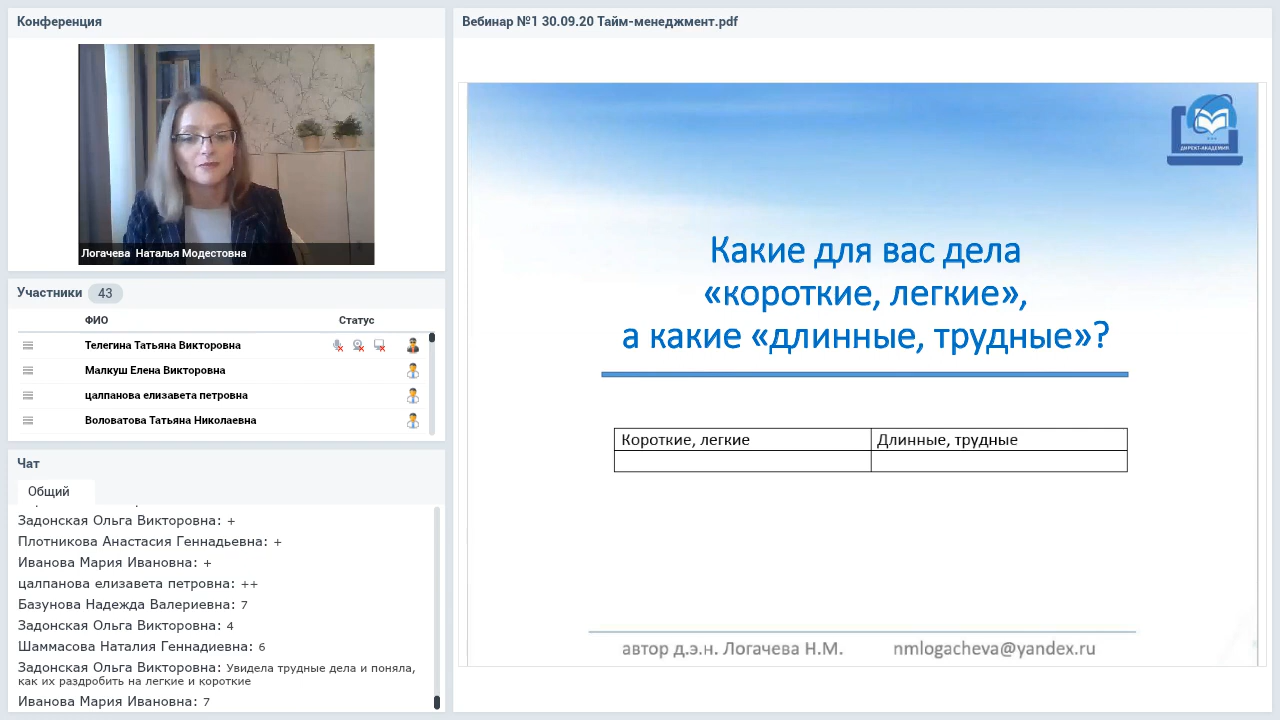 Конференция
Логачева Наталья Модестовна
Участники 43
ФИО Статус
Телегина Татьяна Викторовна
Малкуш Елена Викторовна
цалпанова елизавета петровна
Воловатова Татьяна Николаевна
Чат
Общий
Задонская Ольга Викторовна: +
Плотникова Анастасия Геннадьевна: +
Иванова Мария Ивановна: +
цалпанова елизавета петровна: ++
Базунова Надежда Валериевна: 7
Задонская Ольга Викторовна: 4
Шаммасова Наталия Геннадиевна: 6
Задонская Ольга Викторовна: Увидела трудные дела и поняла,
как их раздробить на легкие и короткие
Иванова Мария Ивановна: 7
Вебинар №1 30.09.20 Тайм-менеджмент.pdf
ДИРЕКТ-АКАДЕМИЯ
Какие для вас дела
«короткие, легкие»,
а какие «длинные, трудные»?
Короткие, легкие Длинные, трудные
автор д.э.н. Логачева Н.М. nmlogacheva@yandex.ru